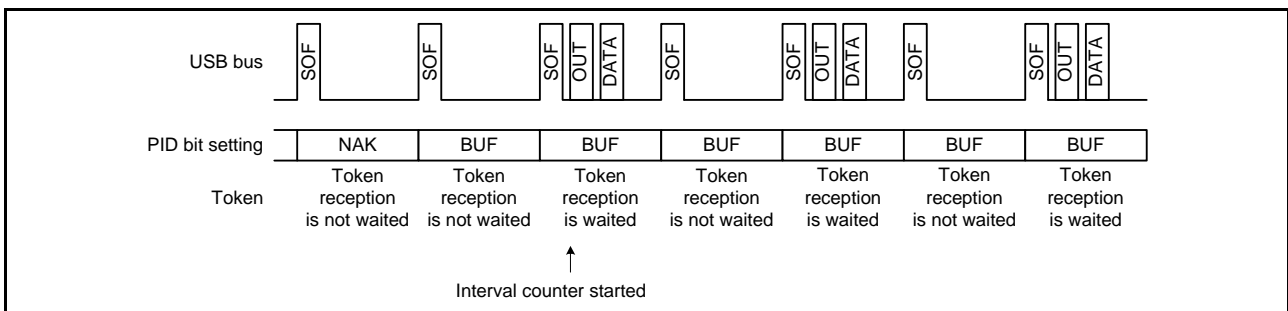 USB bus
SOF SOF SOF OUT DATA SOF SOF OUT DATA SOF SOF OUT DATA
PID bit setting NAK BUF BUF BUF BUF BUF BUF
Token
Token reception is not waited
Token reception is not waited
Token reception is waited
Token reception is not waited
Token reception is waited
Token reception is not waited
Token reception is waited
Interval counter started